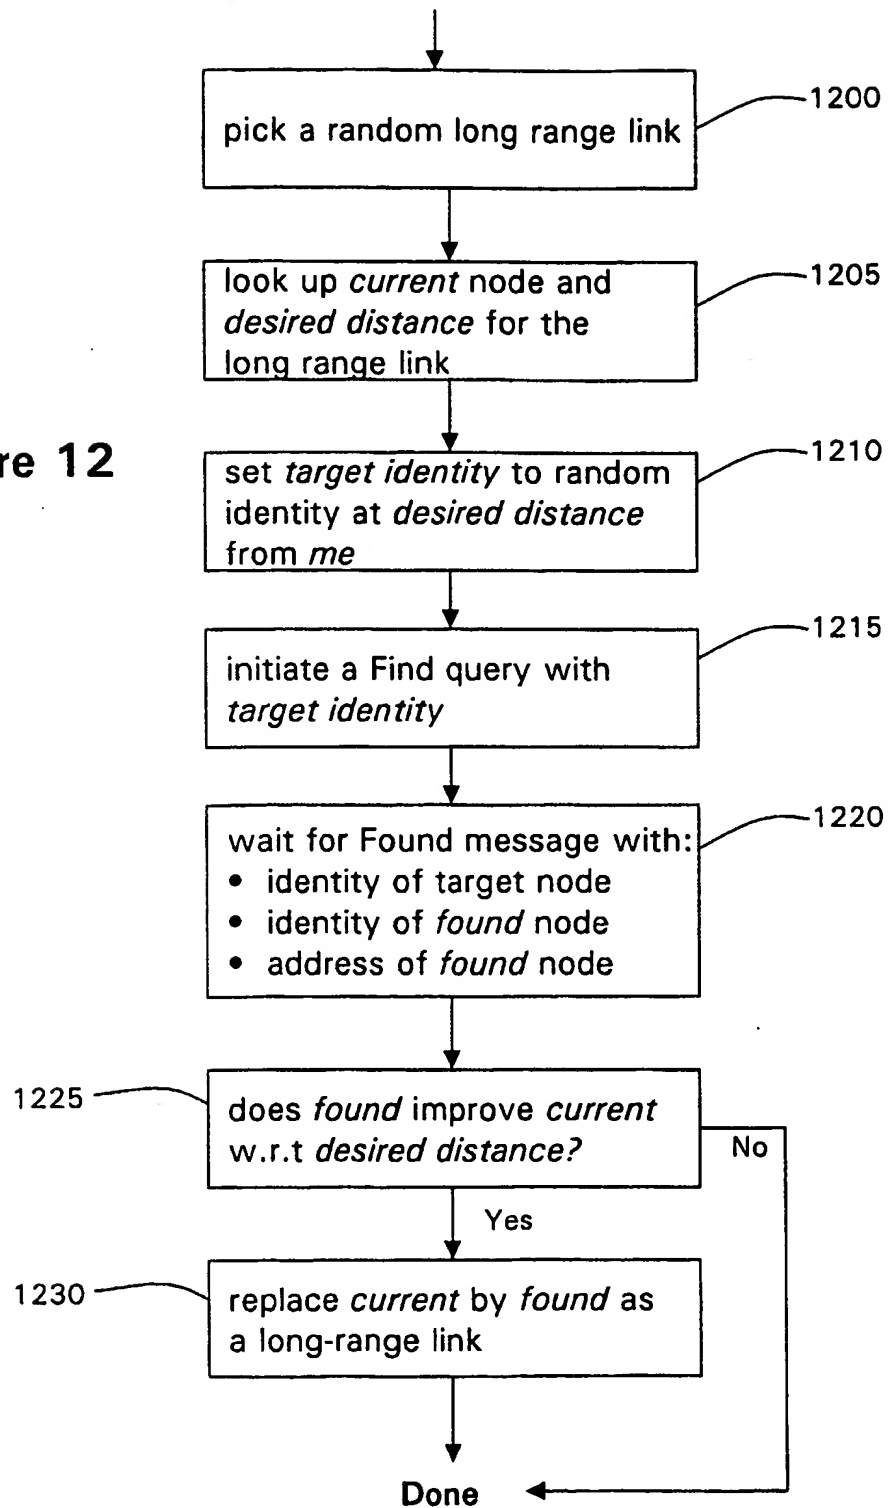 pick a random long range link
1200
look up current node and
desired distance for the
long range link
1205
re 12
set target identity to random
identity at desired distance
from me
1210
initiate a Find query with
target identity
1215
wait for Found message with:
• identity of target node
• identity of found node
• address of found node
1220
1225
does found improve current
w.r.t desired distance?
No
Yes
1230
replace current by found as
a long-range link
Done